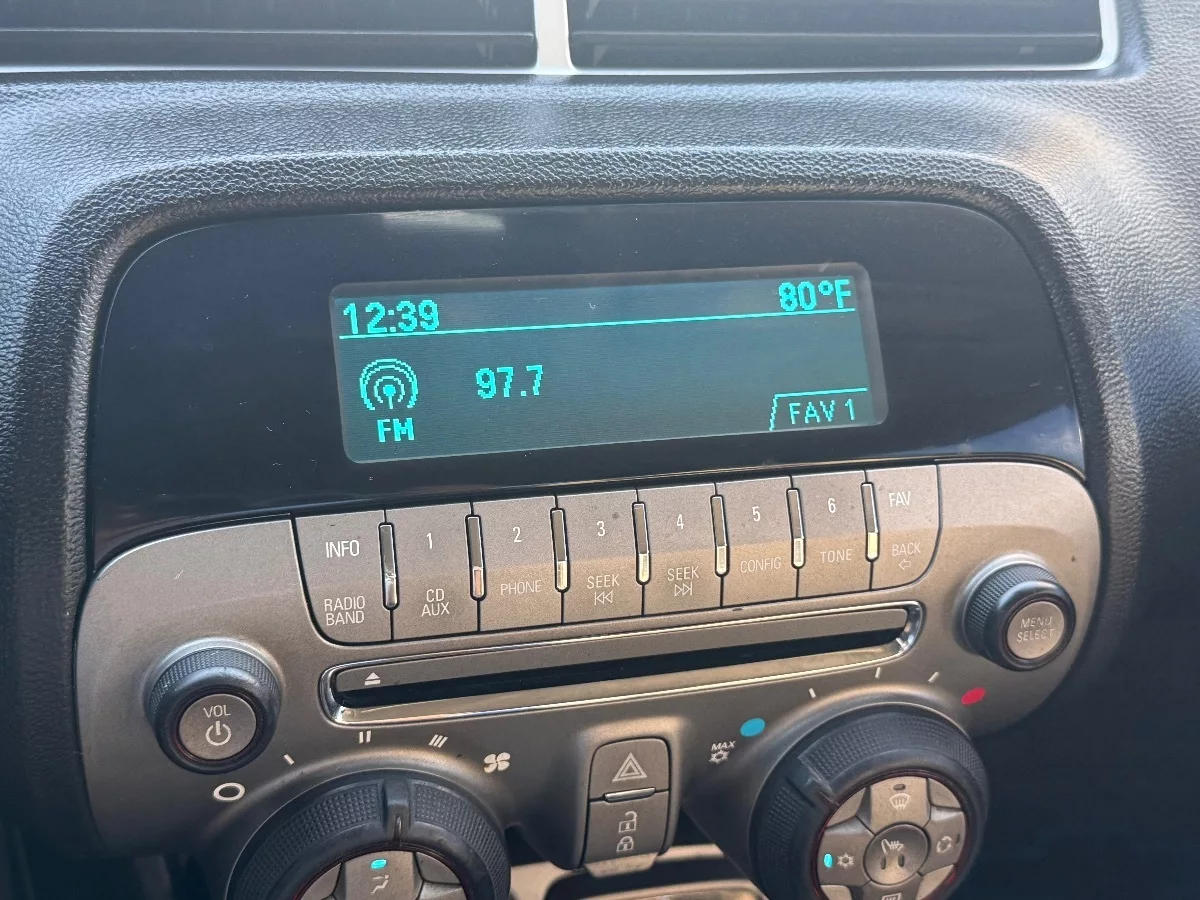 12:39 80°F
97.7
FM
FAV 1
INFO 1 2 3 4 5 6 FAV
RADIO
BAND
CD
AUX
PHONE
SEEK
SEEK
CONFIG
TONE
BACK
VOL
MENU
SELECT
MAX